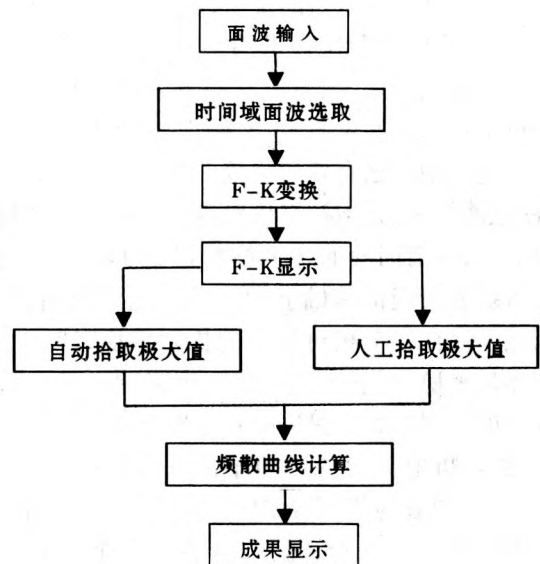 面波输入
时间域面波选取
F-K变换
F-K显示
自动拾取极大值
人工拾取极大值
频散曲线计算
成果显示